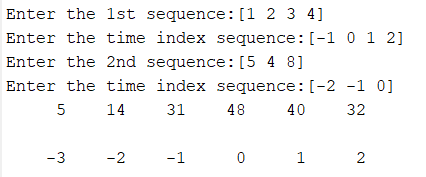 Enter the 1st sequence:[1 2 3 4]
Enter the time index sequence:[-1 0 1 2]
Enter the 2nd sequence:[5 4 8]
Enter the time index sequence:[-2 -1 0]
5 14 31 48 40 32
-3 -2 -1 0 1 2